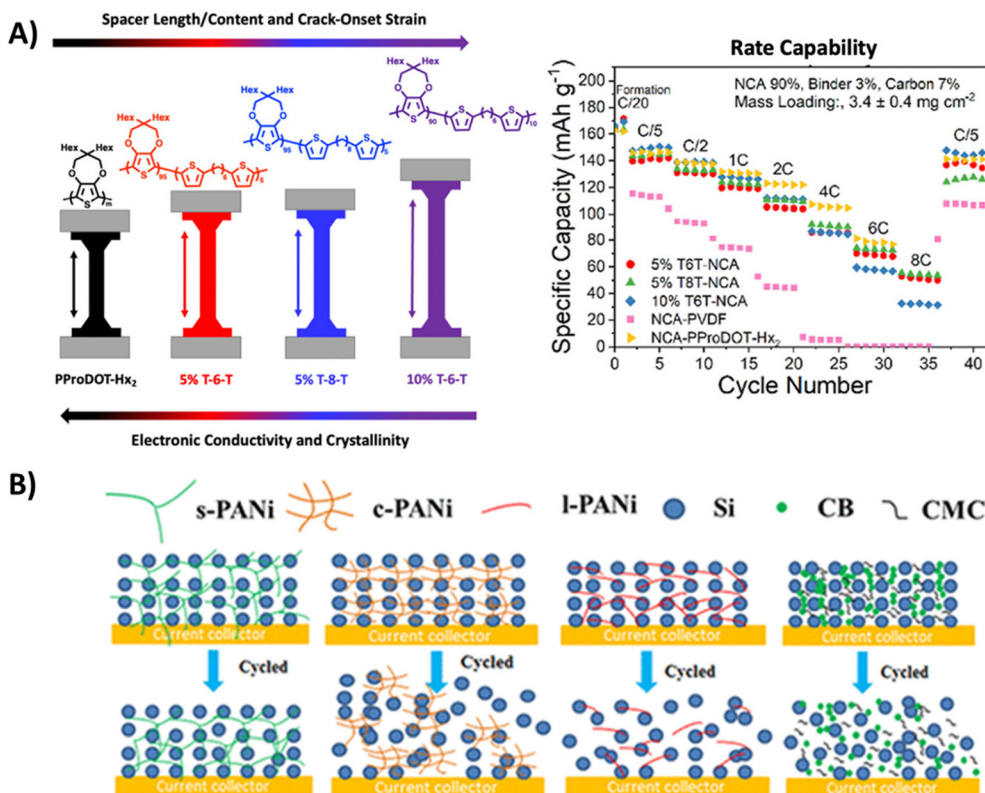 A)
Spacer Length/Content and Crack-Onset Strain
Hex Hex
O O
S
m
Hex Hex
O O
S
95
S
6
S
5
Hex Hex
O O
S
95
S
8
S
5
Hex Hex
O O
S
90
S
6
S
10
PProDOT-Hx2
5% T-6-T
5% T-8-T
10% T-6-T
Electronic Conductivity and Crystallinity
Rate Capability
NCA 90%, Binder 3%, Carbon 7%
Mass Loading:, 3.4 ± 0.4 mg cm-2
Formation
C/20
C/5
C/2
1C
2C
4C
6C
8C
C/5
5% T6T-NCA
5% T8T-NCA
10% T6T-NCA
NCA-PVDF
NCA-PProDOT-Hx2
Specific Capacity (mAh g-1)
0
20
40
60
80
100
120
140
160
180
200
0 5 10 15 20 25 30 35 40
Cycle Number
B)
s-PANi c-PANi l-PANi Si CB CMC
Current collector Current collector Current collector Current collector
Cycled Cycled Cycled Cycled
Current collector Current collector Current collector Current collector